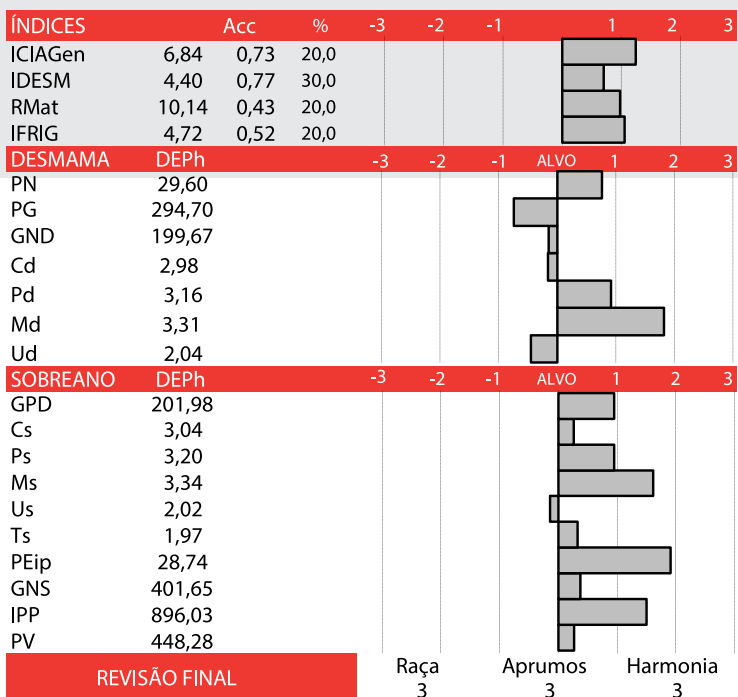 ÍNDICES Acc % -3 -2 -1 1 2 3
ICIAGen 6,84 0,73 20,0
IDESM 4,40 0,77 30,0
RMat 10,14 0,43 20,0
IFRIG 4,72 0,52 20,0
DESMAMA DEPh -3 -2 -1 ALVO 1 2 3
PN 29,60
PG 294,70
GND 199,67
Cd 2,98
Pd 3,16
Md 3,31
Ud 2,04
SOBREANO DEPh -3 -2 -1 ALVO 1 2 3
GPD 201,98
Cs 3,04
Ps 3,20
Ms 3,34
Us 2,02
Ts 1,97
PEip 28,74
GNS 401,65
IPP 896,03
PV 448,28
REVISÃO FINAL Raça Aprumos Harmonia
3 3 3